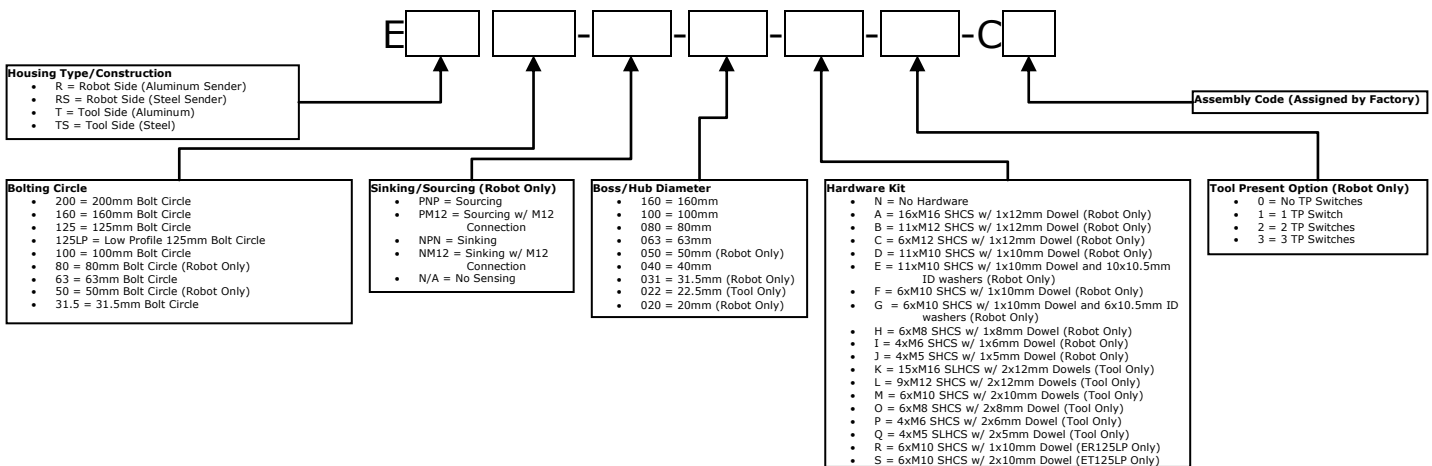 E - - - - -C
Housing Type/Construction
• R = Robot Side (Aluminum Sender)
• RS = Robot Side (Steel Sender)
• T = Tool Side (Aluminum)
• TS = Tool Side (Steel)
Assembly Code (Assigned by Factory)
Bolting Circle
• 200 = 200mm Bolt Circle
• 160 = 160mm Bolt Circle
• 125 = 125mm Bolt Circle
• 125LP = Low Profile 125mm Bolt Circle
• 100 = 100mm Bolt Circle
• 80 = 80mm Bolt Circle (Robot Only)
• 63 = 63mm Bolt Circle
• 50 = 50mm Bolt Circle (Robot Only)
• 31.5 = 31.5mm Bolt Circle
Sinking/Sourcing (Robot Only)
• PNP = Sourcing
• PM12 = Sourcing w/ M12
Connection
• NPN = Sinking
• NM12 = Sinking w/ M12
Connection
• N/A = No Sensing
Boss/Hub Diameter
• 160 = 160mm
• 100 = 100mm
• 080 = 80mm
• 063 = 63mm
• 050 = 50mm (Robot Only)
• 040 = 40mm
• 031 = 31.5mm (Robot Only)
• 022 = 22.5mm (Tool Only)
• 020 = 20mm (Robot Only)
Hardware Kit
• N = No Hardware
• A = 16xM16 SHCS w/ 1x12mm Dowel (Robot Only)
• B = 11xM12 SHCS w/ 1x12mm Dowel (Robot Only)
• C = 6xM12 SHCS w/ 1x12mm Dowel (Robot Only)
• D = 11xM10 SHCS w/ 1x10mm Dowel (Robot Only)
• E = 11xM10 SHCS w/ 1x10mm Dowel and 10x10.5mm
ID washers (Robot Only)
• F = 6xM10 SHCS w/ 1x10mm Dowel (Robot Only)
• G = 6xM10 SHCS w/ 1x10mm Dowel and 6x10.5mm ID
washers (Robot Only)
• H = 6xM8 SHCS w/ 1x8mm Dowel (Robot Only)
• I = 4xM6 SHCS w/ 1x6mm Dowel (Robot Only)
• J = 4xM5 SHCS w/ 1x5mm Dowel (Robot Only)
• K = 15xM16 SLHCS w/ 2x12mm Dowels (Tool Only)
• L = 9xM12 SHCS w/ 2x12mm Dowels (Tool Only)
• M = 6xM10 SHCS w/ 2x10mm Dowels (Tool Only)
• O = 6xM8 SHCS w/ 2x8mm Dowel (Tool Only)
• P = 4xM6 SHCS w/ 2x6mm Dowel (Tool Only)
• Q = 4xM5 SLHCS w/ 2x5mm Dowel (Tool Only)
• R = 6xM10 SHCS w/ 1x10mm Dowel (ER125LP Only)
• S = 6xM10 SHCS w/ 2x10mm Dowel (ET125LP Only)
Tool Present Option (Robot Only)
• 0 = No TP Switches
• 1 = 1 TP Switch
• 2 = 2 TP Switches
• 3 = 3 TP Switches